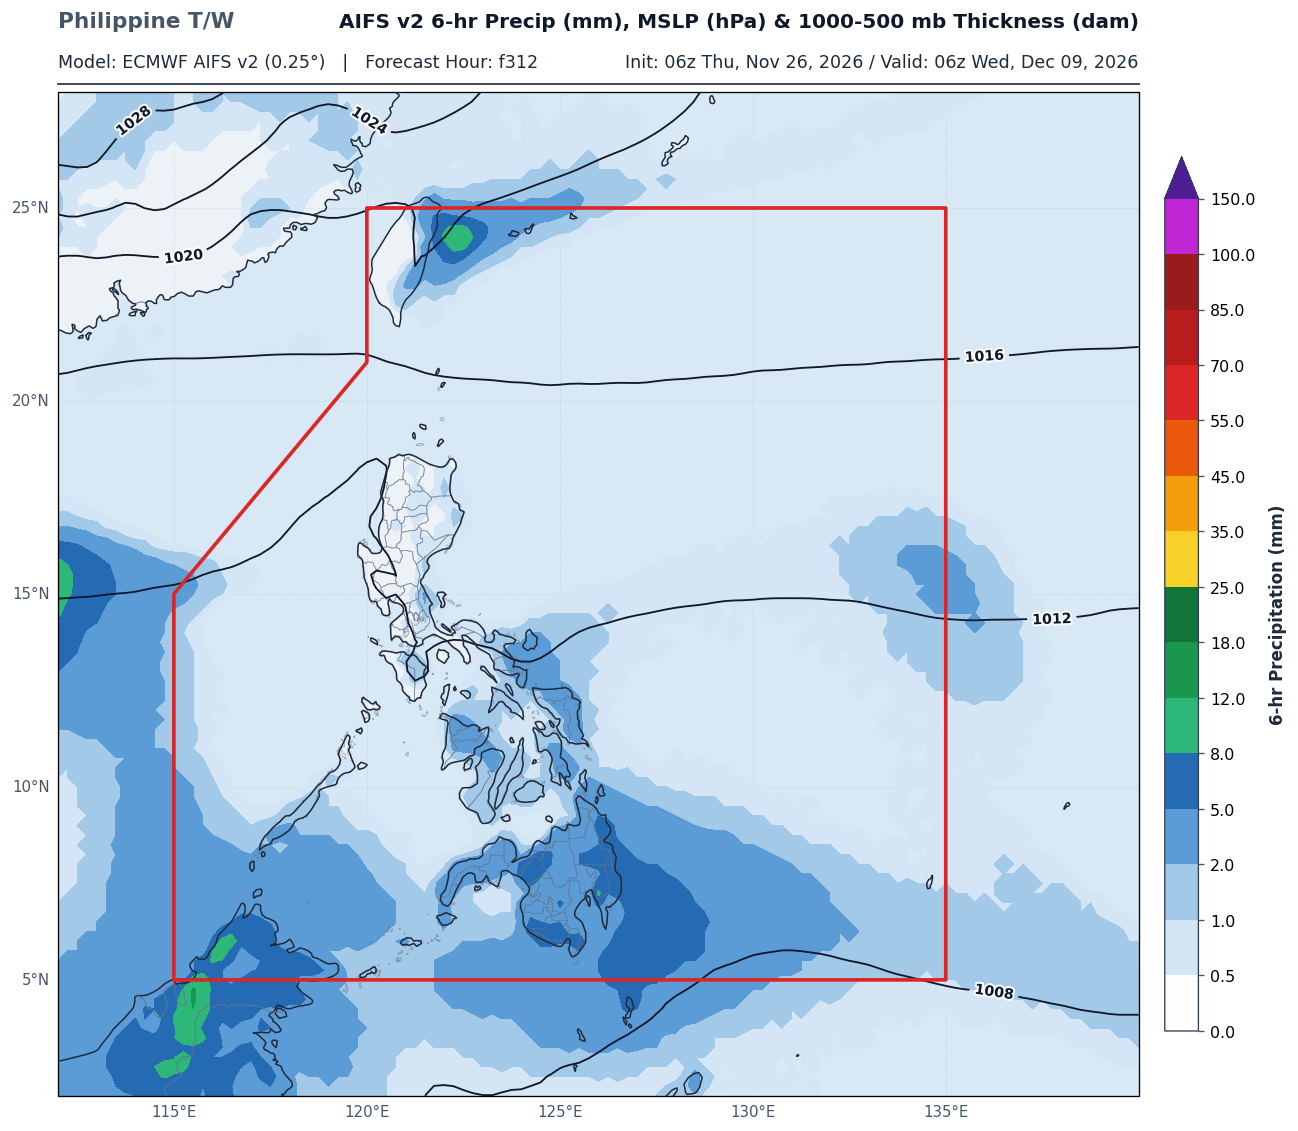 Philippine T/W
AIFS v2 6-hr Precip (mm), MSLP (hPa) & 1000-500 mb Thickness (dam)
Model: ECMWF AIFS v2 (0.25°) | Forecast Hour: f312
Init: 06z Thu, Nov 26, 2026 / Valid: 06z Wed, Dec 09, 2026
1028
1024
1020
1016
1012
1008
25°N
20°N
15°N
10°N
5°N
115°E
120°E
125°E
130°E
135°E
150.0
100.0
85.0
70.0
55.0
45.0
35.0
25.0
18.0
12.0
8.0
5.0
2.0
1.0
0.5
0.0
6-hr Precipitation (mm)